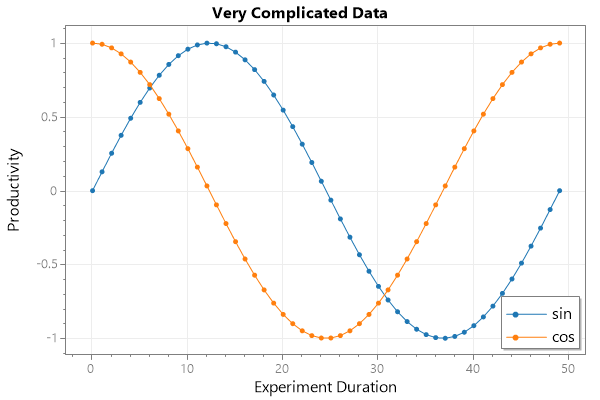 Very Complicated Data
1
0.5
0
-0.5
-1
Productivity
0 10 20 30 40 50
Experiment Duration
sin
cos